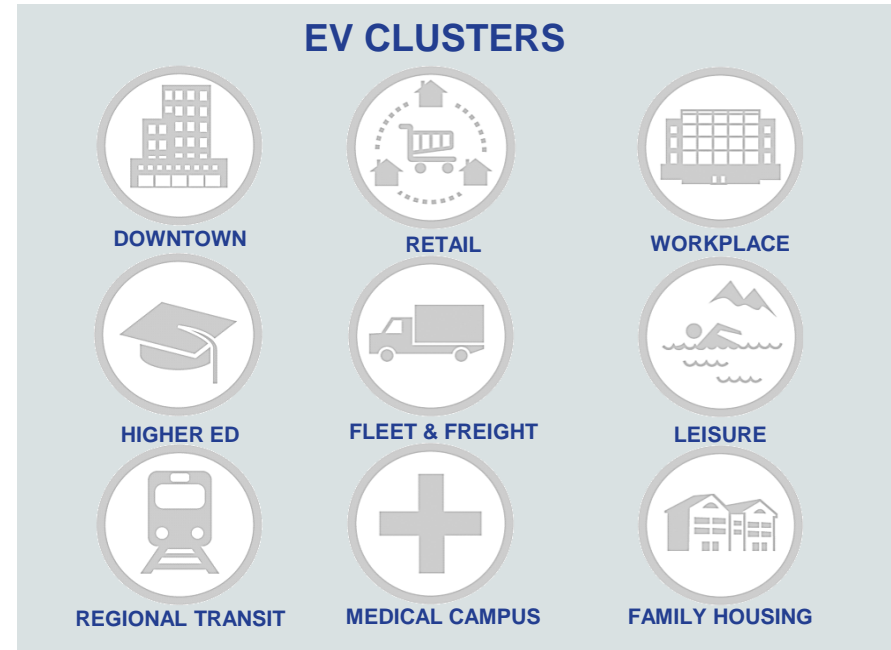 EV CLUSTERS
DOWNTOWN
RETAIL
WORKPLACE
HIGHER ED
FLEET & FREIGHT
LEISURE
REGIONAL TRANSIT
MEDICAL CAMPUS
FAMILY HOUSING